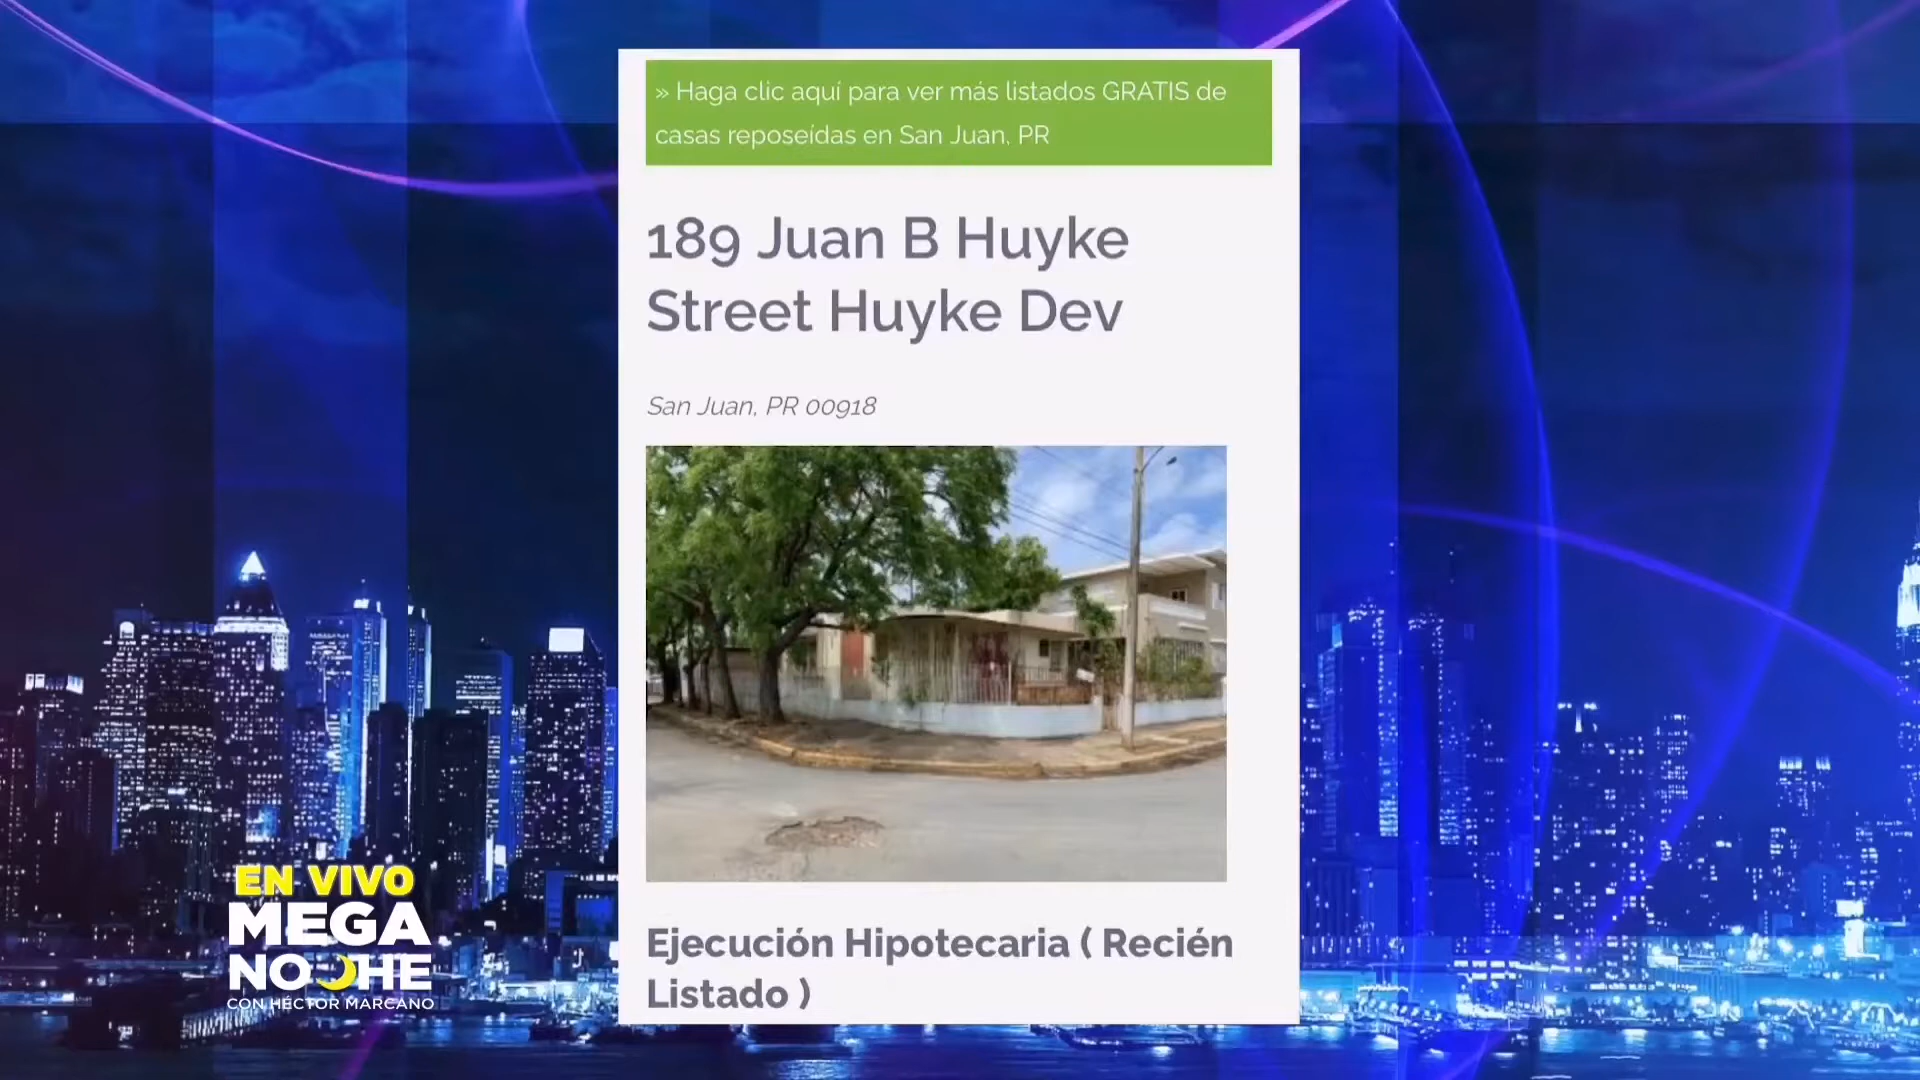 » Haga clic aquí para ver más listados GRATIS de
casas reposeídas en San Juan, PR
189 Juan B Huyke
Street Huyke Dev
San Juan, PR 00918
Ejecución Hipotecaria ( Recién
Listado )
EN VIVO
MEGA
NOCHE
CON HÉCTOR MARCANO